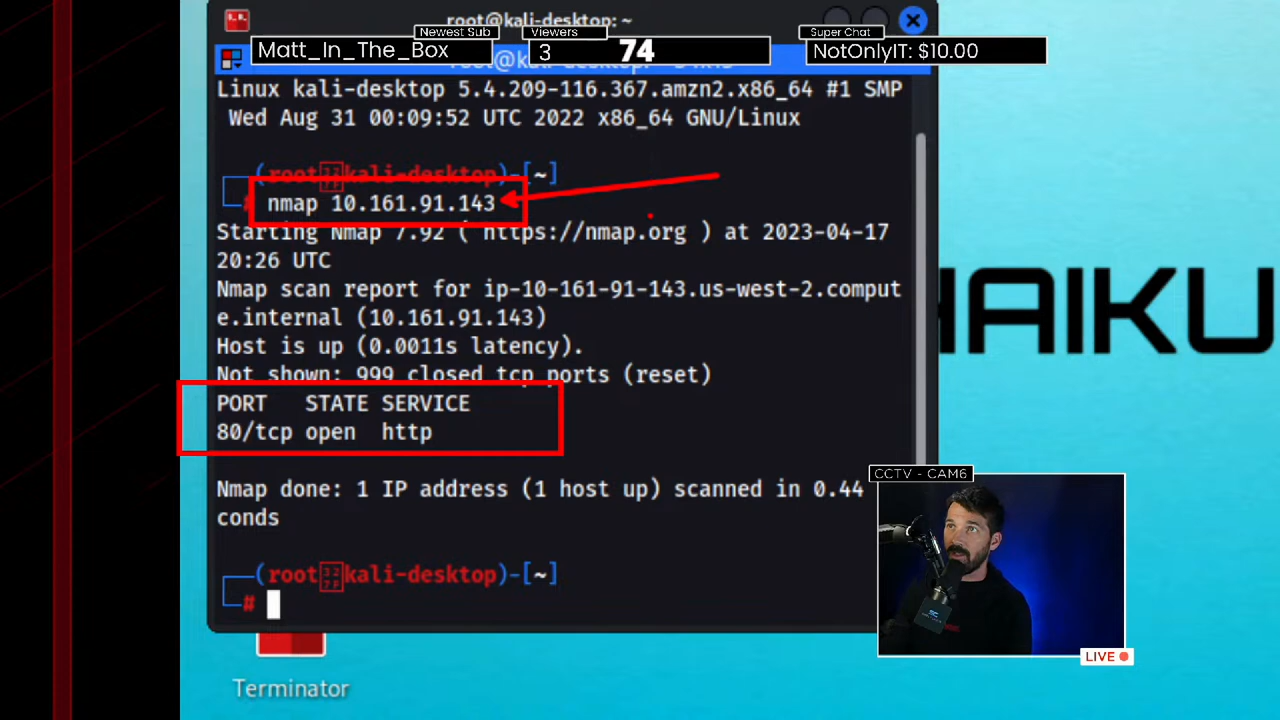 root@kali-desktop: ~
Newest Sub
Matt_In_The_Box
Viewers
3
74
Super Chat
NotOnlyIT: $10.00
Linux kali-desktop 5.4.209-116.367.amzn2.x86_64 #1 SMP
Wed Aug 31 00:09:52 UTC 2022 x86_64 GNU/Linux
(root kali-desktop)-[~]
# nmap 10.161.91.143
Starting Nmap 7.92 ( https://nmap.org ) at 2023-04-17
20:26 UTC
Nmap scan report for ip-10-161-91-143.us-west-2.comput
e.internal (10.161.91.143)
Host is up (0.0011s latency).
Not shown: 999 closed tcp ports (reset)
PORT STATE SERVICE
80/tcp open http
Nmap done: 1 IP address (1 host up) scanned in 0.44
conds
(root kali-desktop)-[~]
#
HAIKU
CCTV - CAM6
LIVE
Terminator